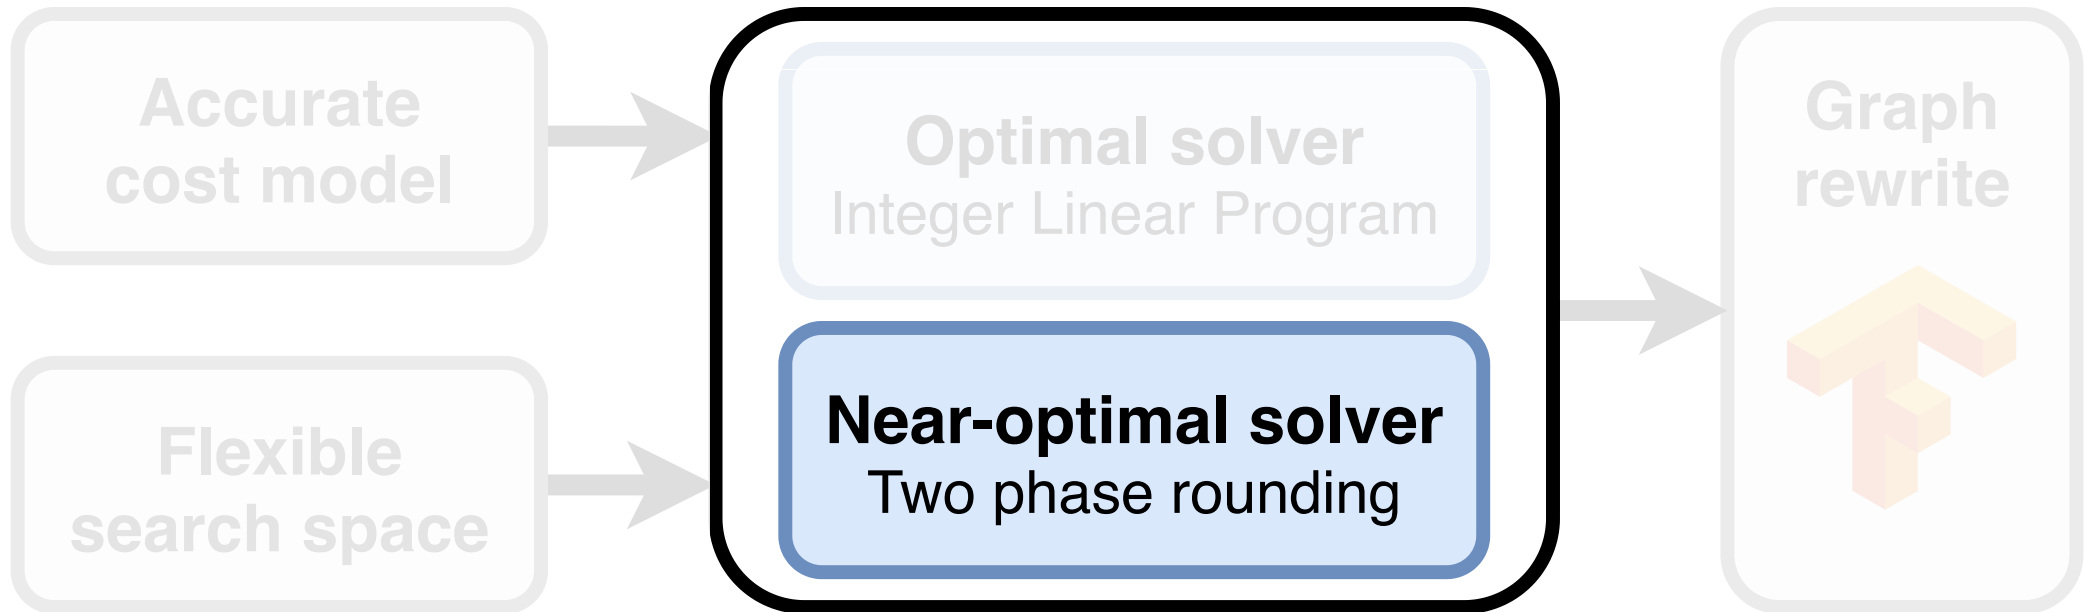 Accurate
cost model
Flexible
search space
Optimal solver
Integer Linear Program
Near-optimal solver
Two phase rounding
Graph
rewrite